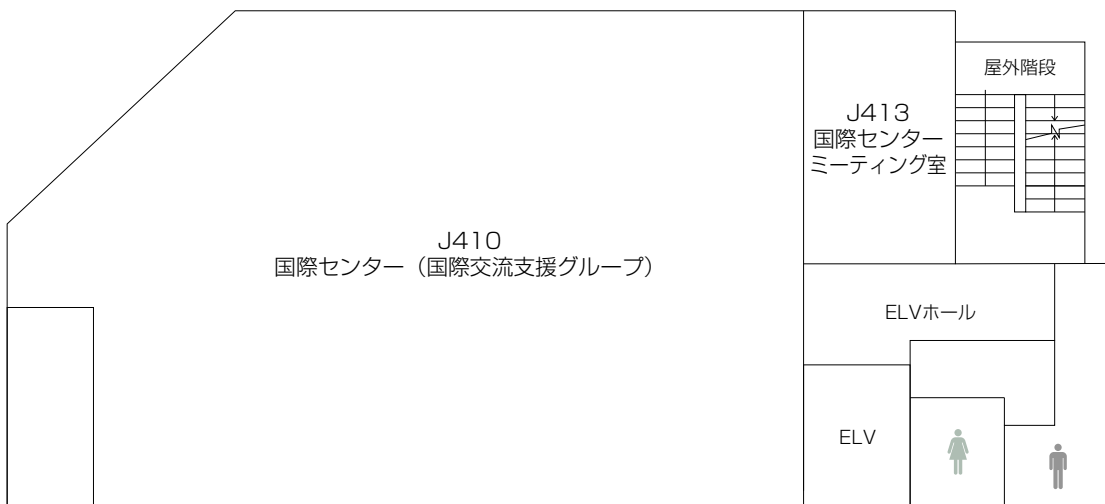 屋外階段
J413
国際センター
ミーティング室
J410
国際センター（国際交流支援グループ）
ELVホール
ELV